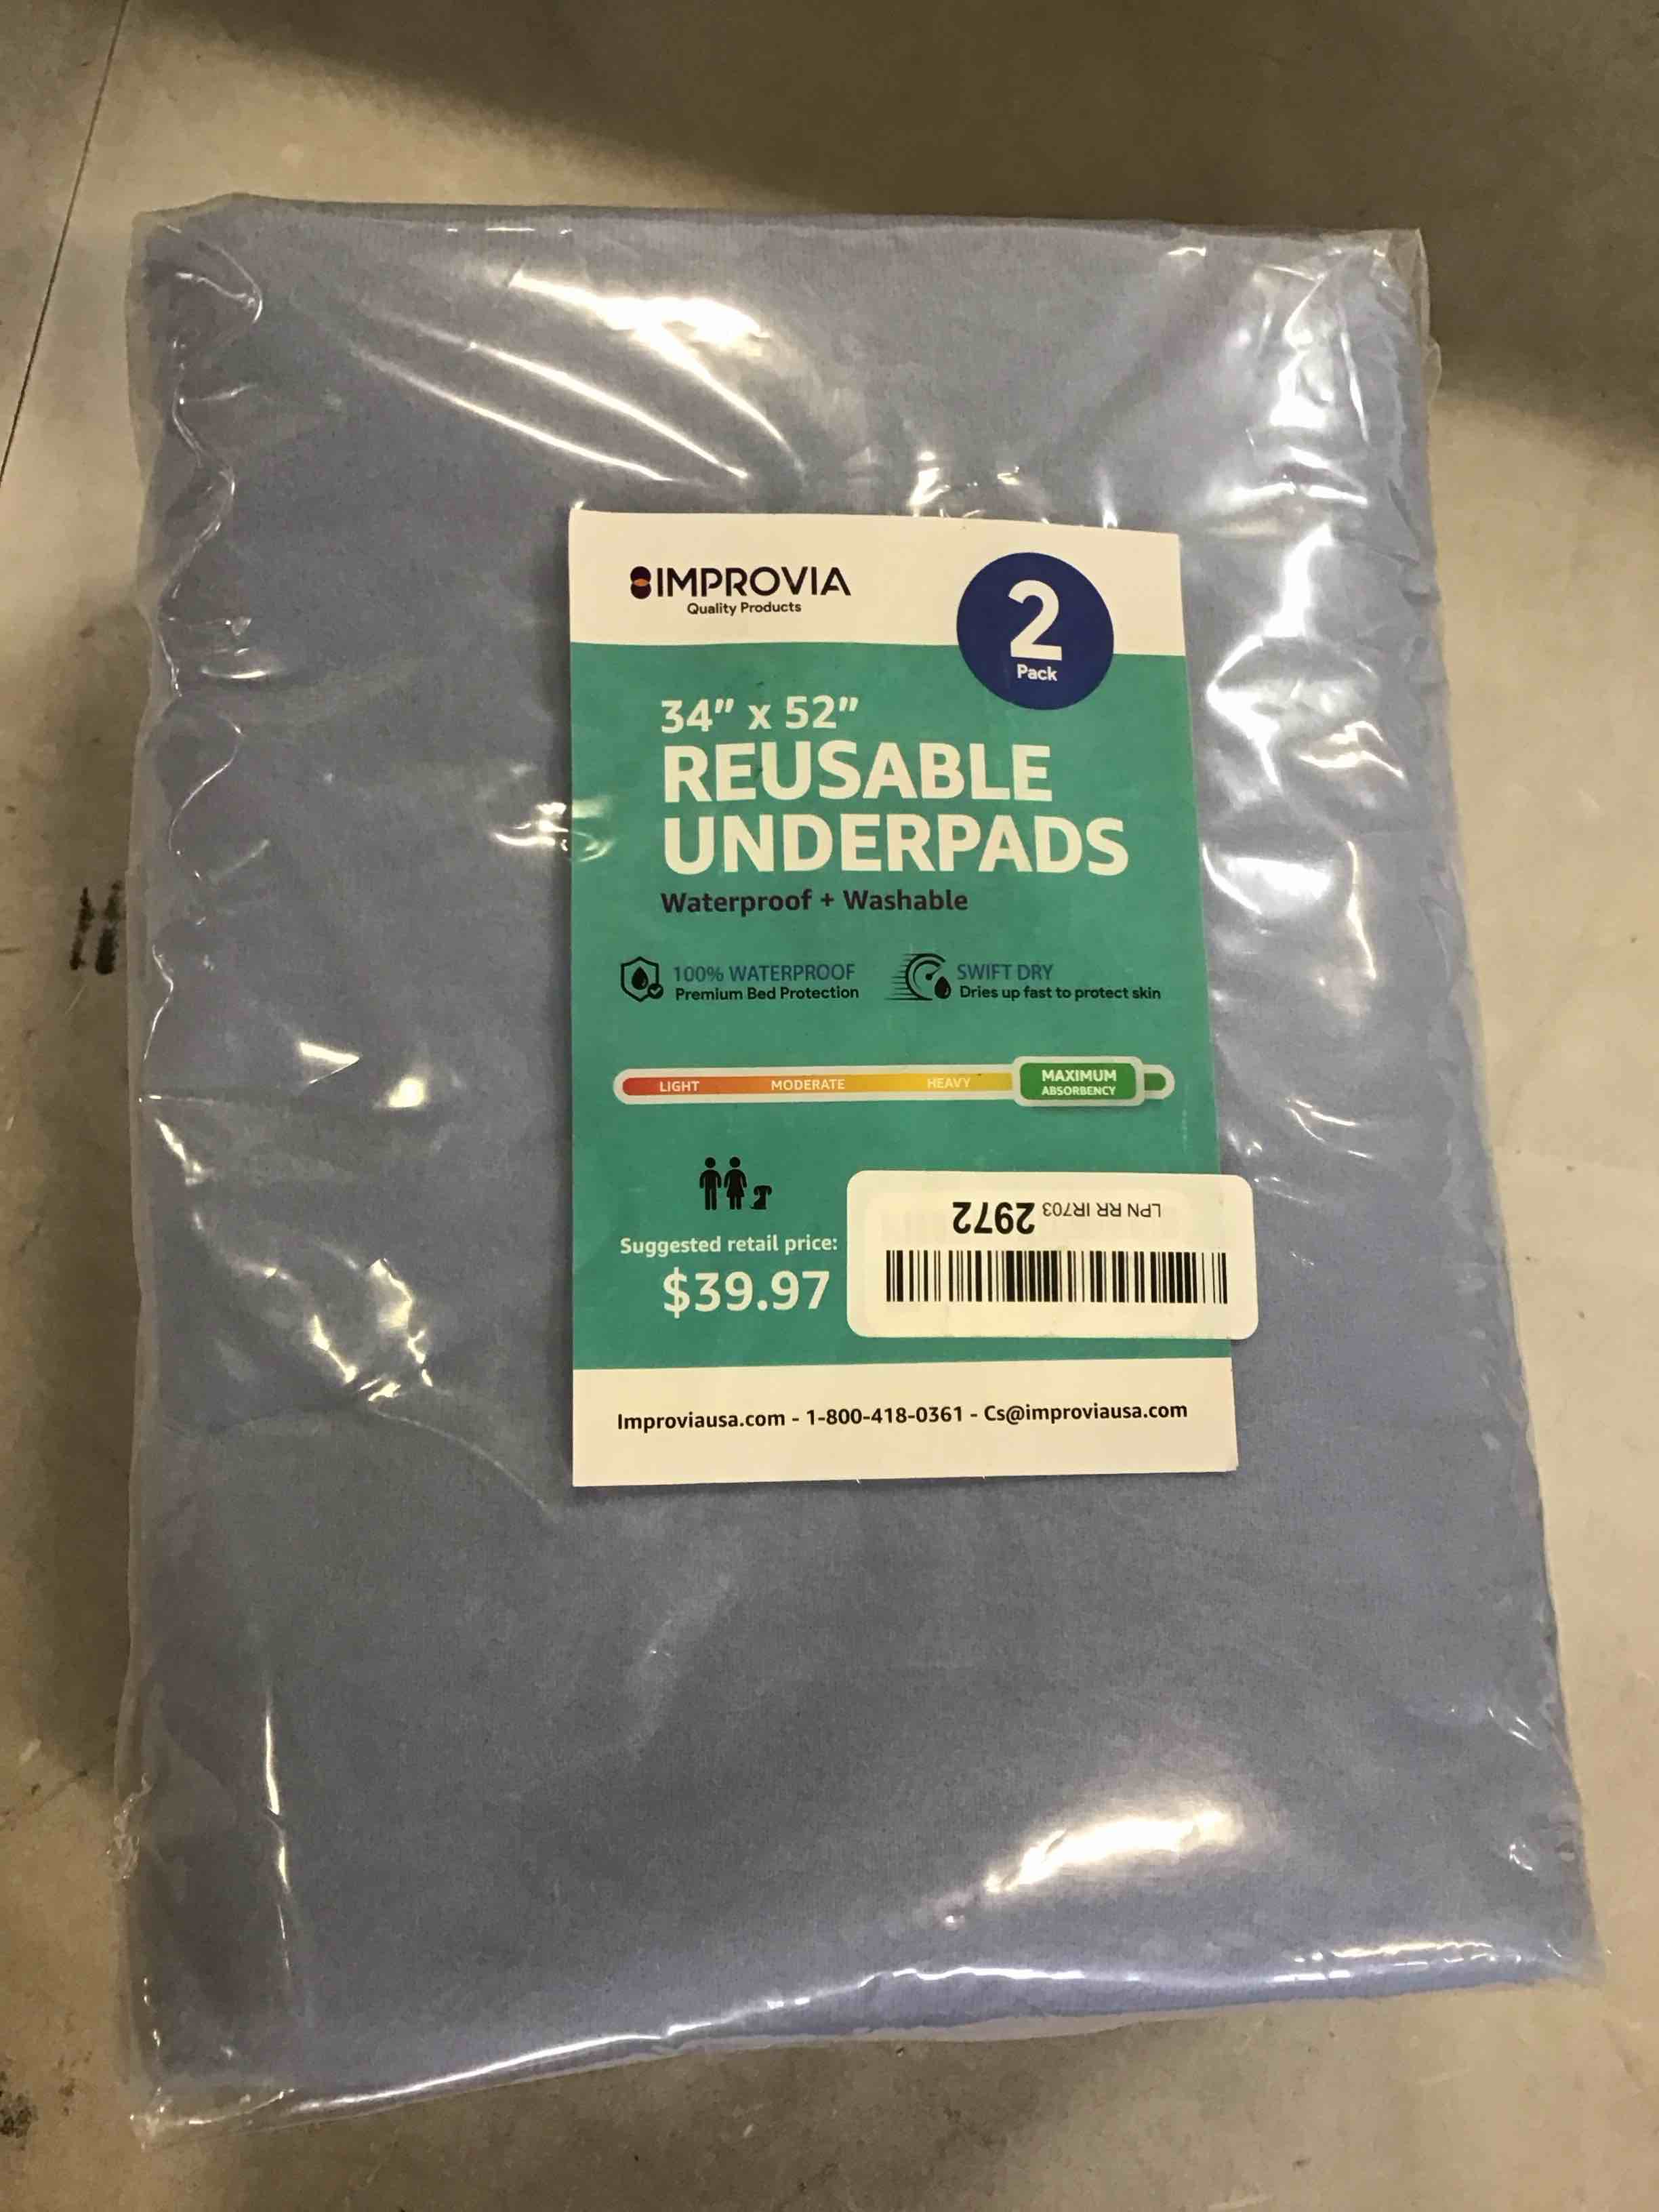 IMPROVIA
Quality Products
2
Pack
34" x 52"
REUSABLE
UNDERPADS
Waterproof + Washable
100% WATERPROOF
Premium Bed Protection
SWIFT DRY
Dries up fast to protect skin
LIGHT MODERATE HEAVY MAXIMUM
ABSORBENCY
Suggested retail price:
$39.97
LPN RR IR703 2972
Improviausa.com - 1-800-418-0361 - Cs@improviausa.com